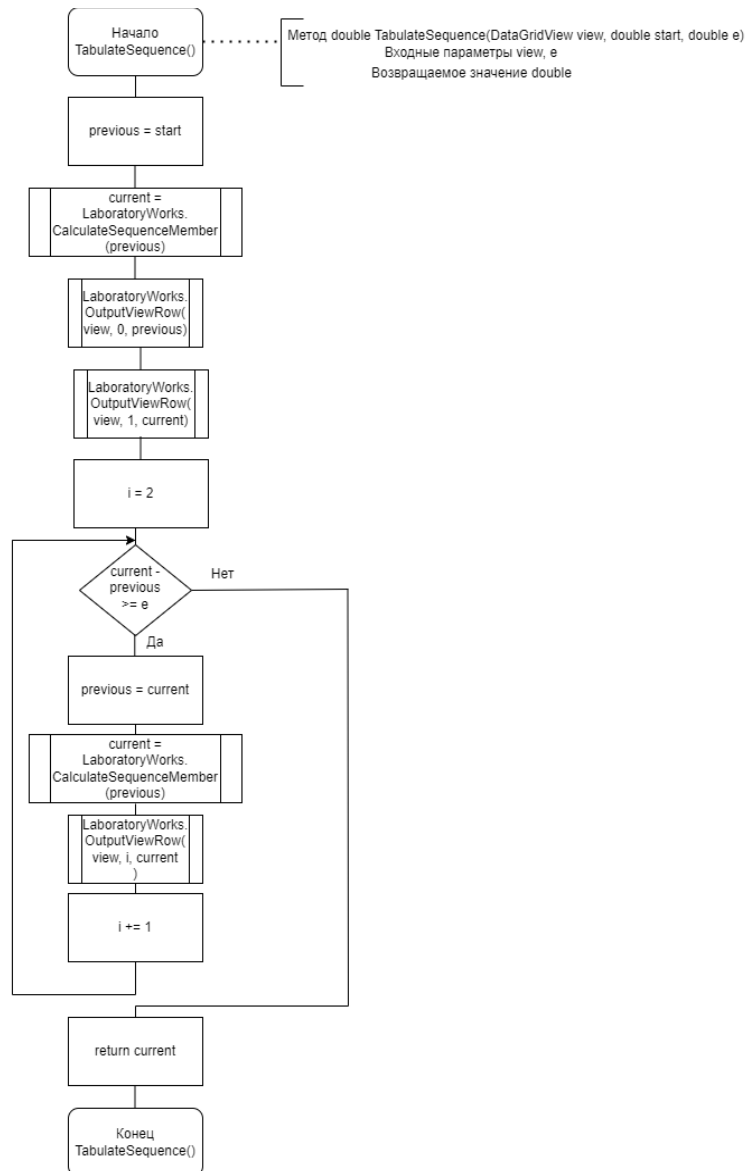 Начало
TabulateSequence()
Метод double TabulateSequence(DataGridView view, double start, double e)
Входные параметры view, e
Возвращаемое значение double
previous = start
current =
LaboratoryWorks.
CalculateSequenceMember
(previous)
LaboratoryWorks.
OutputViewRow(
view, 0, previous)
LaboratoryWorks.
OutputViewRow(
view, 1, current)
i = 2
current -
previous
>= e
Нет
Да
previous = current
current =
LaboratoryWorks.
CalculateSequenceMember
(previous)
LaboratoryWorks.
OutputViewRow(
view, i, current
)
i += 1
return current
Конец
TabulateSequence()